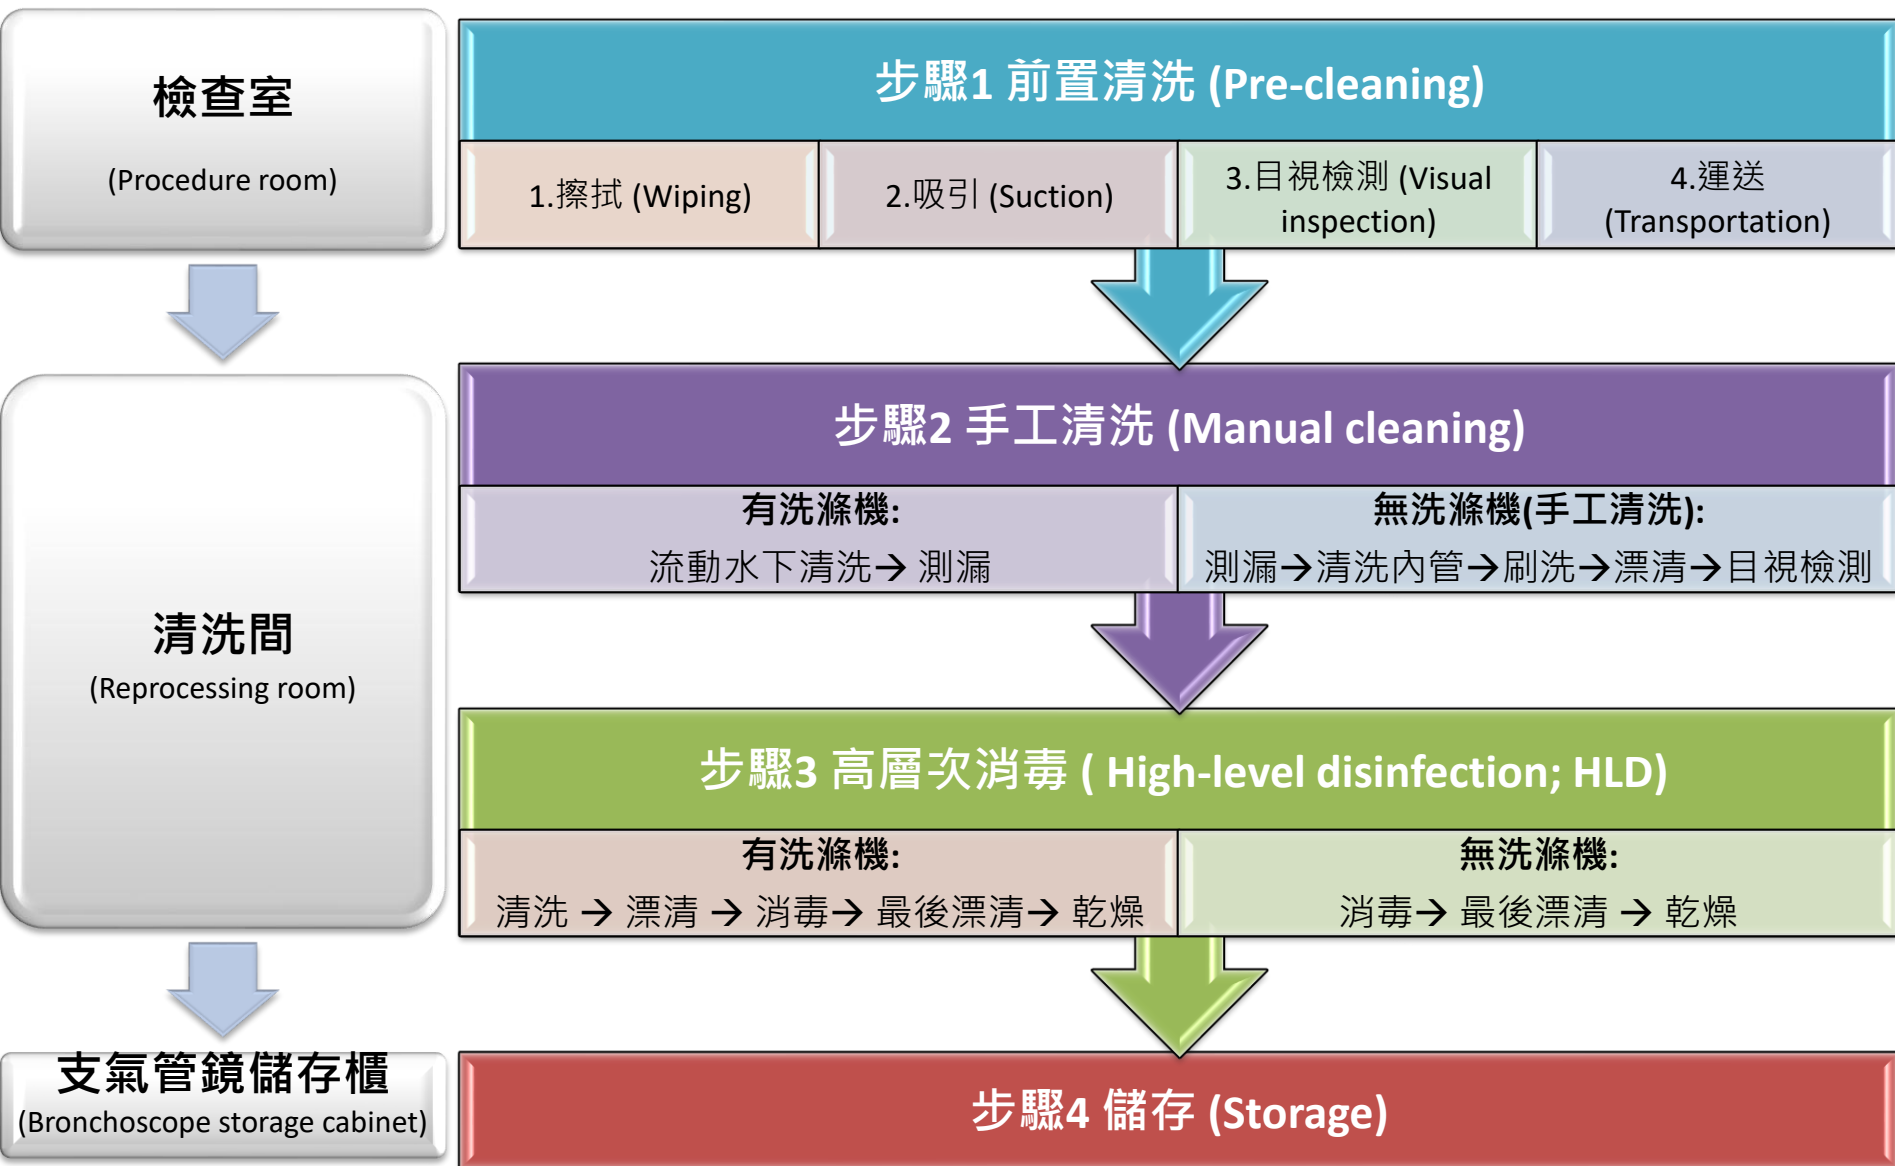 檢查室
(Procedure room)
步驟1 前置清洗 (Pre-cleaning)
1.擦拭 (Wiping)
2.吸引 (Suction)
3.目視檢測 (Visual
inspection)
4.運送
(Transportation)
清洗間
(Reprocessing room)
步驟2 手工清洗 (Manual cleaning)
有洗滌機:
流動水下清洗→ 測漏
無洗滌機(手工清洗):
測漏→清洗內管→刷洗→漂清→目視檢測
步驟3 高層次消毒 ( High-level disinfection; HLD)
有洗滌機:
清洗 → 漂清 → 消毒→ 最後漂清→ 乾燥
無洗滌機:
消毒→ 最後漂清 → 乾燥
支氣管鏡儲存櫃
(Bronchoscope storage cabinet)
步驟4 儲存 (Storage)